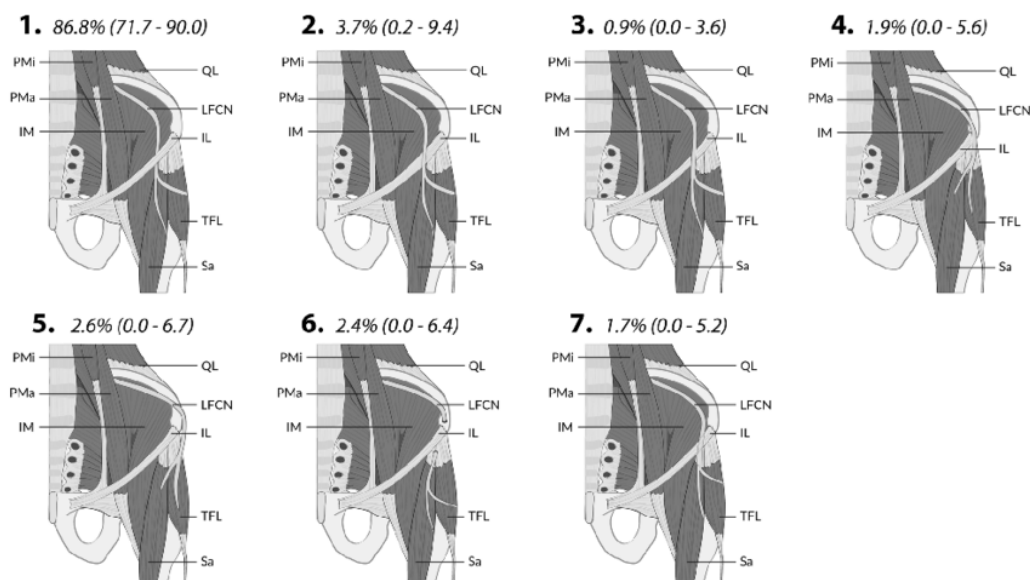 1. 86.8% (71.7 - 90.0)
PMi
QL
PMa
LFCN
IM
IL
TFL
Sa
2. 3.7% (0.2 - 9.4)
PMi
QL
PMa
LFCN
IM
IL
TFL
Sa
3. 0.9% (0.0 - 3.6)
PMi
QL
PMa
LFCN
IM
IL
TFL
Sa
4. 1.9% (0.0 - 5.6)
PMi
QL
PMa
LFCN
IM
IL
TFL
Sa
5. 2.6% (0.0 - 6.7)
PMi
QL
PMa
LFCN
IM
IL
TFL
Sa
6. 2.4% (0.0 - 6.4)
PMi
QL
PMa
LFCN
IM
IL
TFL
Sa
7. 1.7% (0.0 - 5.2)
PMi
QL
PMa
LFCN
IM
IL
TFL
Sa